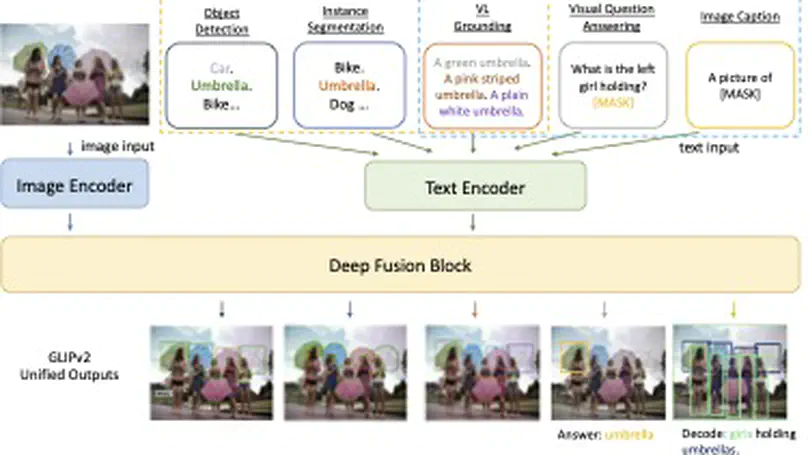 Object
Detection
Instance
Segmentation
VL
Grounding
Visual Question
Answering
Image Caption
Car.
Umbrella.
Bike...
Bike.
Umbrella.
Dog ...
A green umbrella.
A pink striped
umbrella. A plain
white umbrella.
What is the left
girl holding?
[MASK]
A picture of
[MASK]
image input
text input
Image Encoder
Text Encoder
Deep Fusion Block
GLIPv2
Unified Outputs
Answer: umbrella
Decode: girls holding
umbrellas.